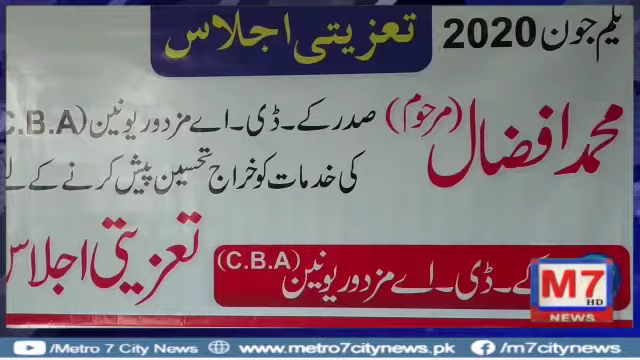 یکم جون 2020 تعزیتی اجلاس
محمد افضال (مرحوم) صدر کے۔ڈی۔اے مزدور یونین (C.B.A
کی خدمات کو خراج تحسین پیش کرنے کے
کے۔ڈی۔اے مزدور یونین (C.B.A) تعزیتی اجلاس
M7
HD
NEWS
/Metro 7 City News www.metro7citynews.pk /m7citynews